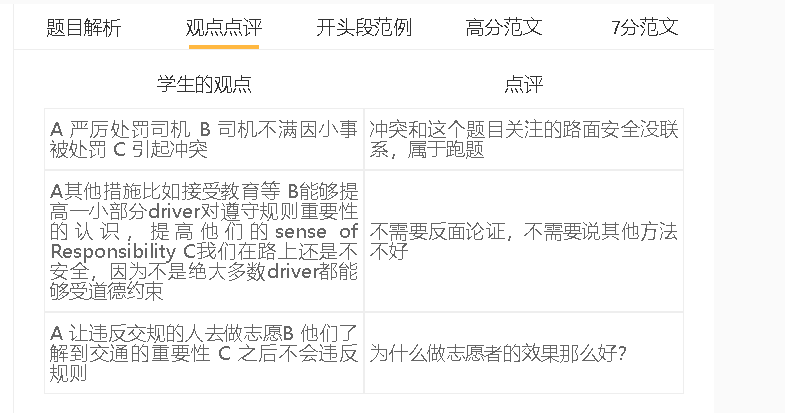 题目解析 观点点评 开头段范例 高分范文 7分范文
学生的观点 点评
A 严厉处罚司机 B 司机不满因小事
被处罚 C 引起冲突
冲突和这个题目关注的路面安全没联
系，属于跑题
A其他措施比如接受教育等 B能够提
高一小部分driver对遵守规则重要性
的认识，提高他们的sense of
Responsibility C我们在路上还是不
安全，因为不是绝大多数driver都能
够受道德约束
不需要反面论证，不需要说其他方法
不好
A 让违反交规的人去做志愿B 他们了
解到交通的重要性 C 之后不会违反
规则
为什么做志愿者的效果那么好？